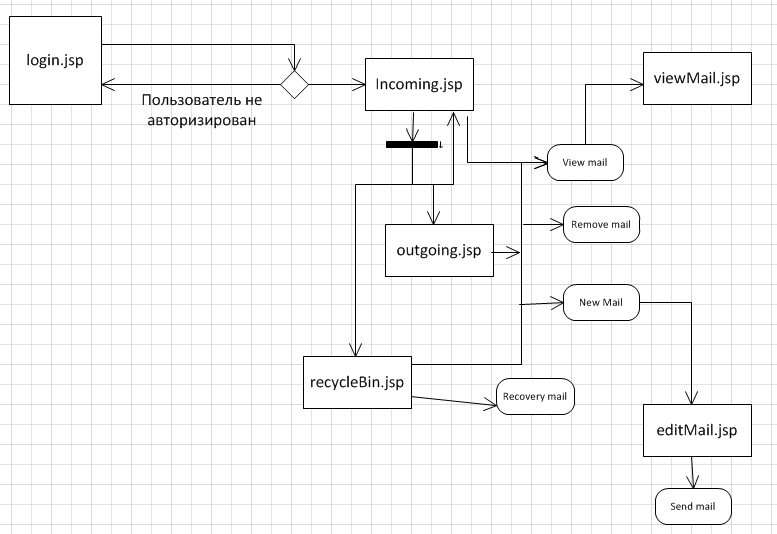 login.jsp
Incoming.jsp
viewMail.jsp
Пользователь не
авторизирован
View mail
Remove mail
outgoing.jsp
New Mail
recycleBin.jsp
Recovery mail
editMail.jsp
Send mail